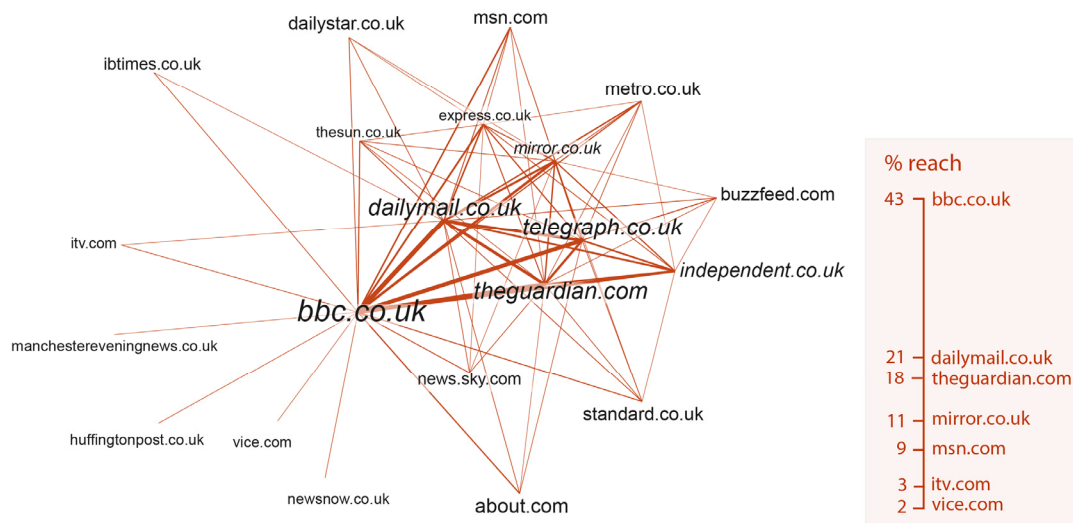 msn.com
dailystar.co.uk
ibtimes.co.uk
metro.co.uk
express.co.uk
thesun.co.uk
mirror.co.uk
buzzfeed.com
dailymail.co.uk
telegraph.co.uk
itv.com
independent.co.uk
theguardian.com
bbc.co.uk
manchestereveningnews.co.uk
news.sky.com
standard.co.uk
huffingtonpost.co.uk
vice.com
newsnow.co.uk
about.com
% reach
43 bbc.co.uk
21 dailymail.co.uk
18 theguardian.com
11 mirror.co.uk
9 msn.com
3 itv.com
2 vice.com